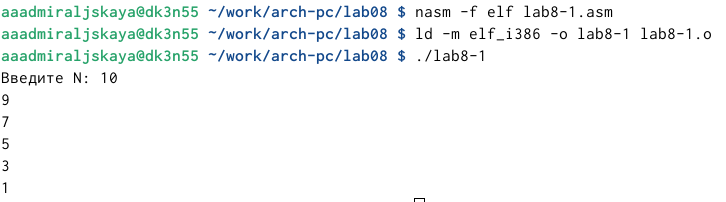 aaadmiraljskaya@dk3n55 ~/work/arch-pc/lab08 $ nasm -f elf lab8-1.asm
aaadmiraljskaya@dk3n55 ~/work/arch-pc/lab08 $ ld -m elf_i386 -o lab8-1 lab8-1.o
aaadmiraljskaya@dk3n55 ~/work/arch-pc/lab08 $ ./lab8-1
Введите N: 10
9
7
5
3
1